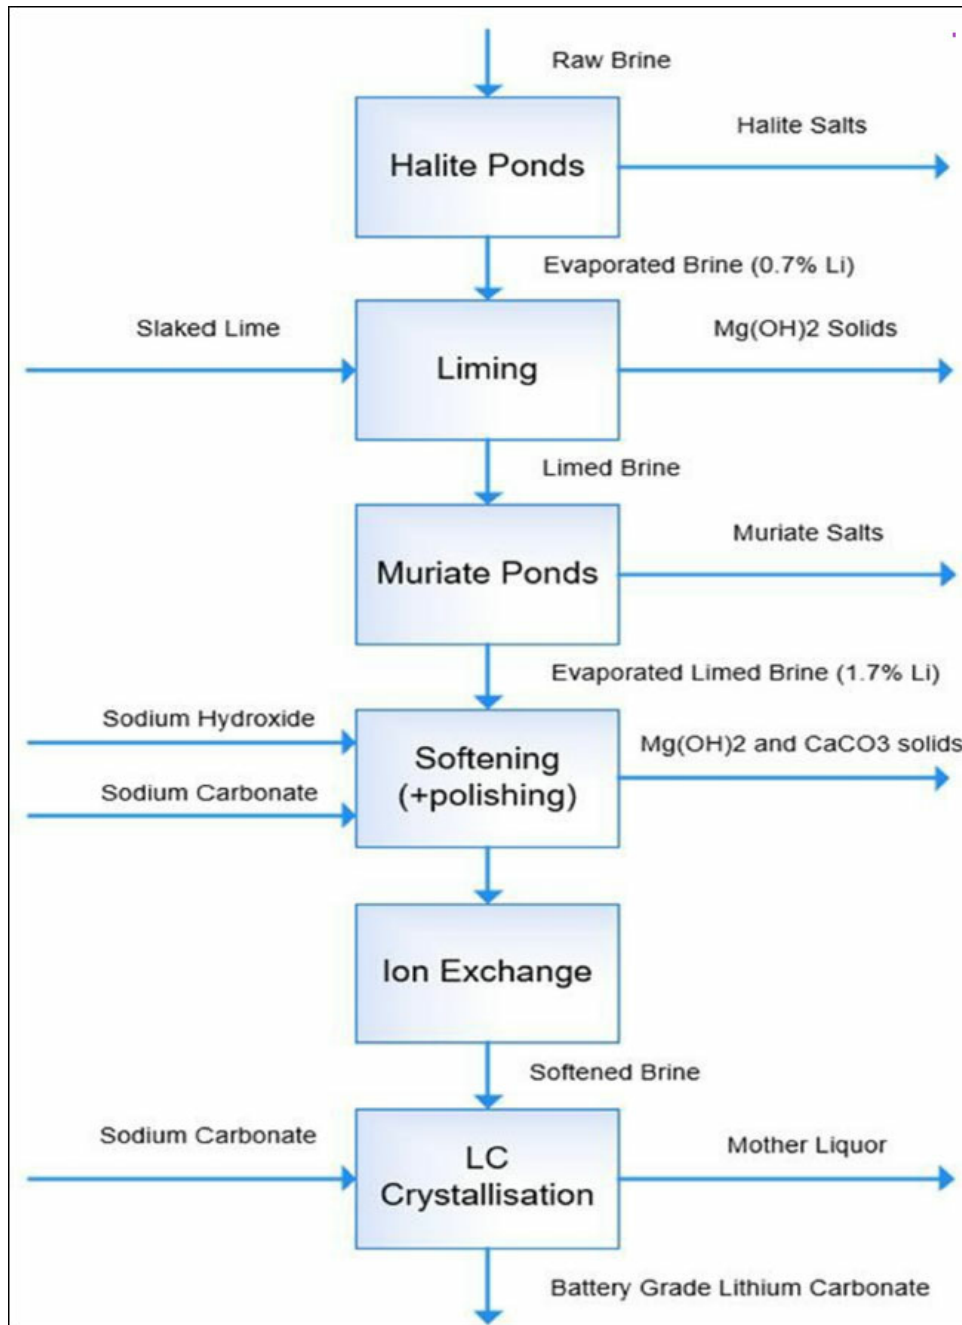 Raw Brine
Halite Ponds
Halite Salts
Evaporated Brine (0.7% Li)
Slaked Lime
Liming
Mg(OH)2 Solids
Limed Brine
Muriate Ponds
Muriate Salts
Evaporated Limed Brine (1.7% Li)
Sodium Hydroxide
Sodium Carbonate
Softening
(+polishing)
Mg(OH)2 and CaCO3 solids
Ion Exchange
Softened Brine
Sodium Carbonate
LC
Crystallisation
Mother Liquor
Battery Grade Lithium Carbonate